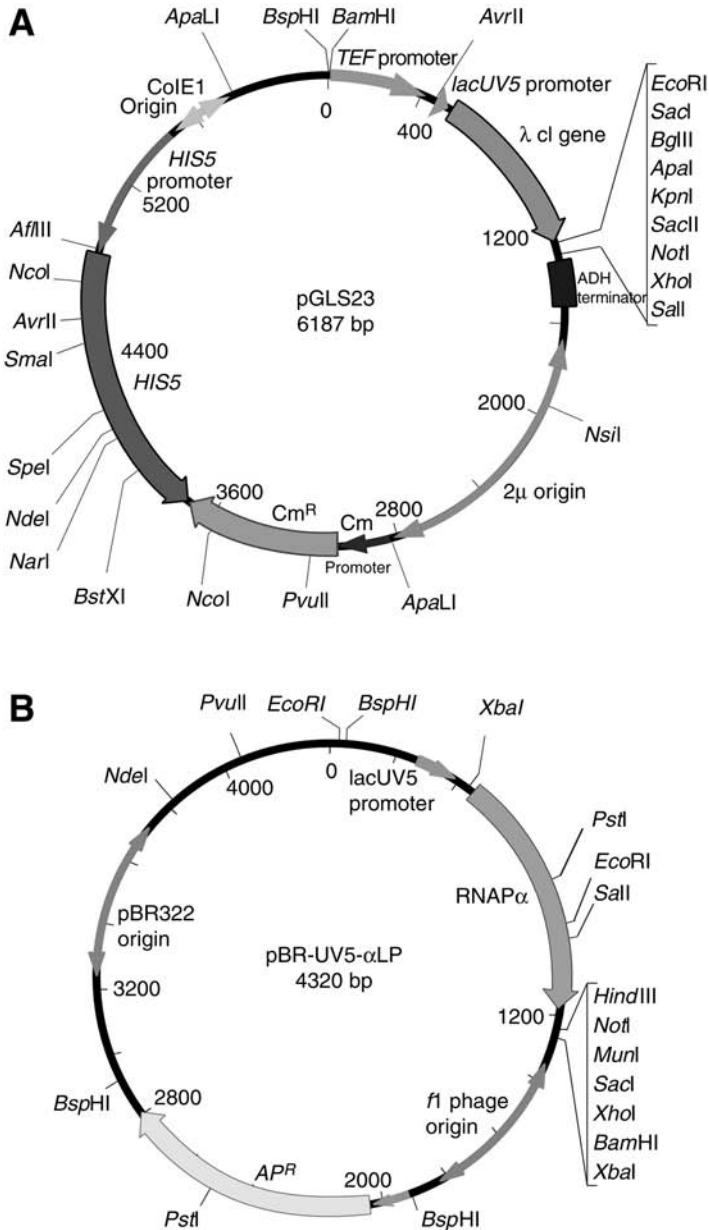 A
ApaLI
BspHI
BamHI
AvrII
TEF promoter
lacUV5 promoter
ColE1
Origin
0
400
λ cI gene
EcoRI
SacI
BglII
ApaI
KpnI
SacII
NotI
XhoI
SalI
HIS5
promoter
5200
1200
AflIII
NcoI
AvrII
SmaI
ADH
terminator
pGLS23
6187 bp
4400
HIS5
2000
NsiI
SpeI
NdeI
NarI
BstXI
3600
CmR
Cm
Promoter
2800
2µ origin
NcoI
PvuII
ApaLI
B
PvuII
EcoRI
BspHI
XbaI
NdeI
4000
0
lacUV5
promoter
PstI
EcoRI
SalI
RNAPα
pBR322
origin
pBR-UV5-αLP
4320 bp
3200
1200
HindIII
NotI
MunI
SacI
XhoI
BamHI
XbaI
BspHI
2800
f1 phage
origin
APR
2000
PstI
BspHI